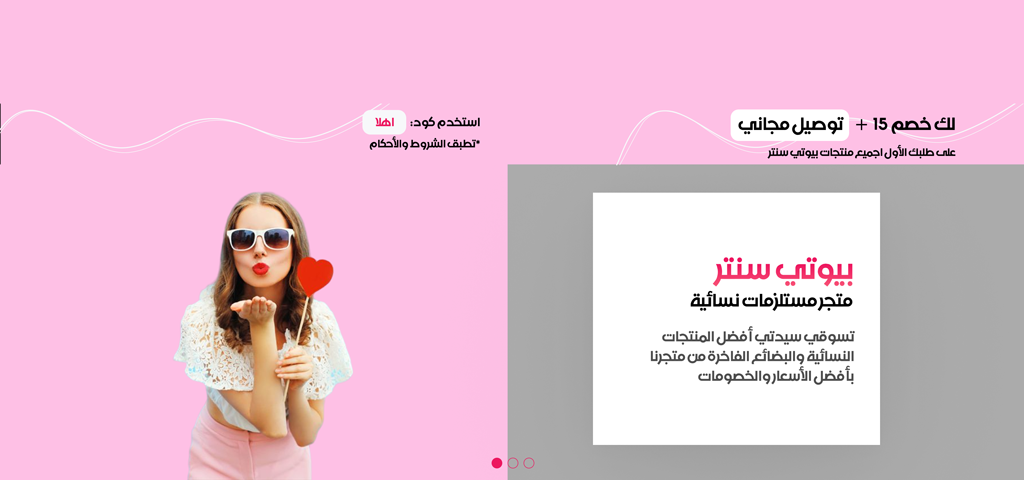 لك خصم 15 + توصيل مجاني
على طلبك الأول اجميع منتجات بيوتي سنتر
استخدم كود: اهلا
*تطبق الشروط والأحكام
بيوتي سنتر
متجر مستلزمات نسائية
تسوقي سيدتي أفضل المنتجات
النسائية والبضائع الفاخرة من متجرنا
بأفضل الأسعار والخصومات